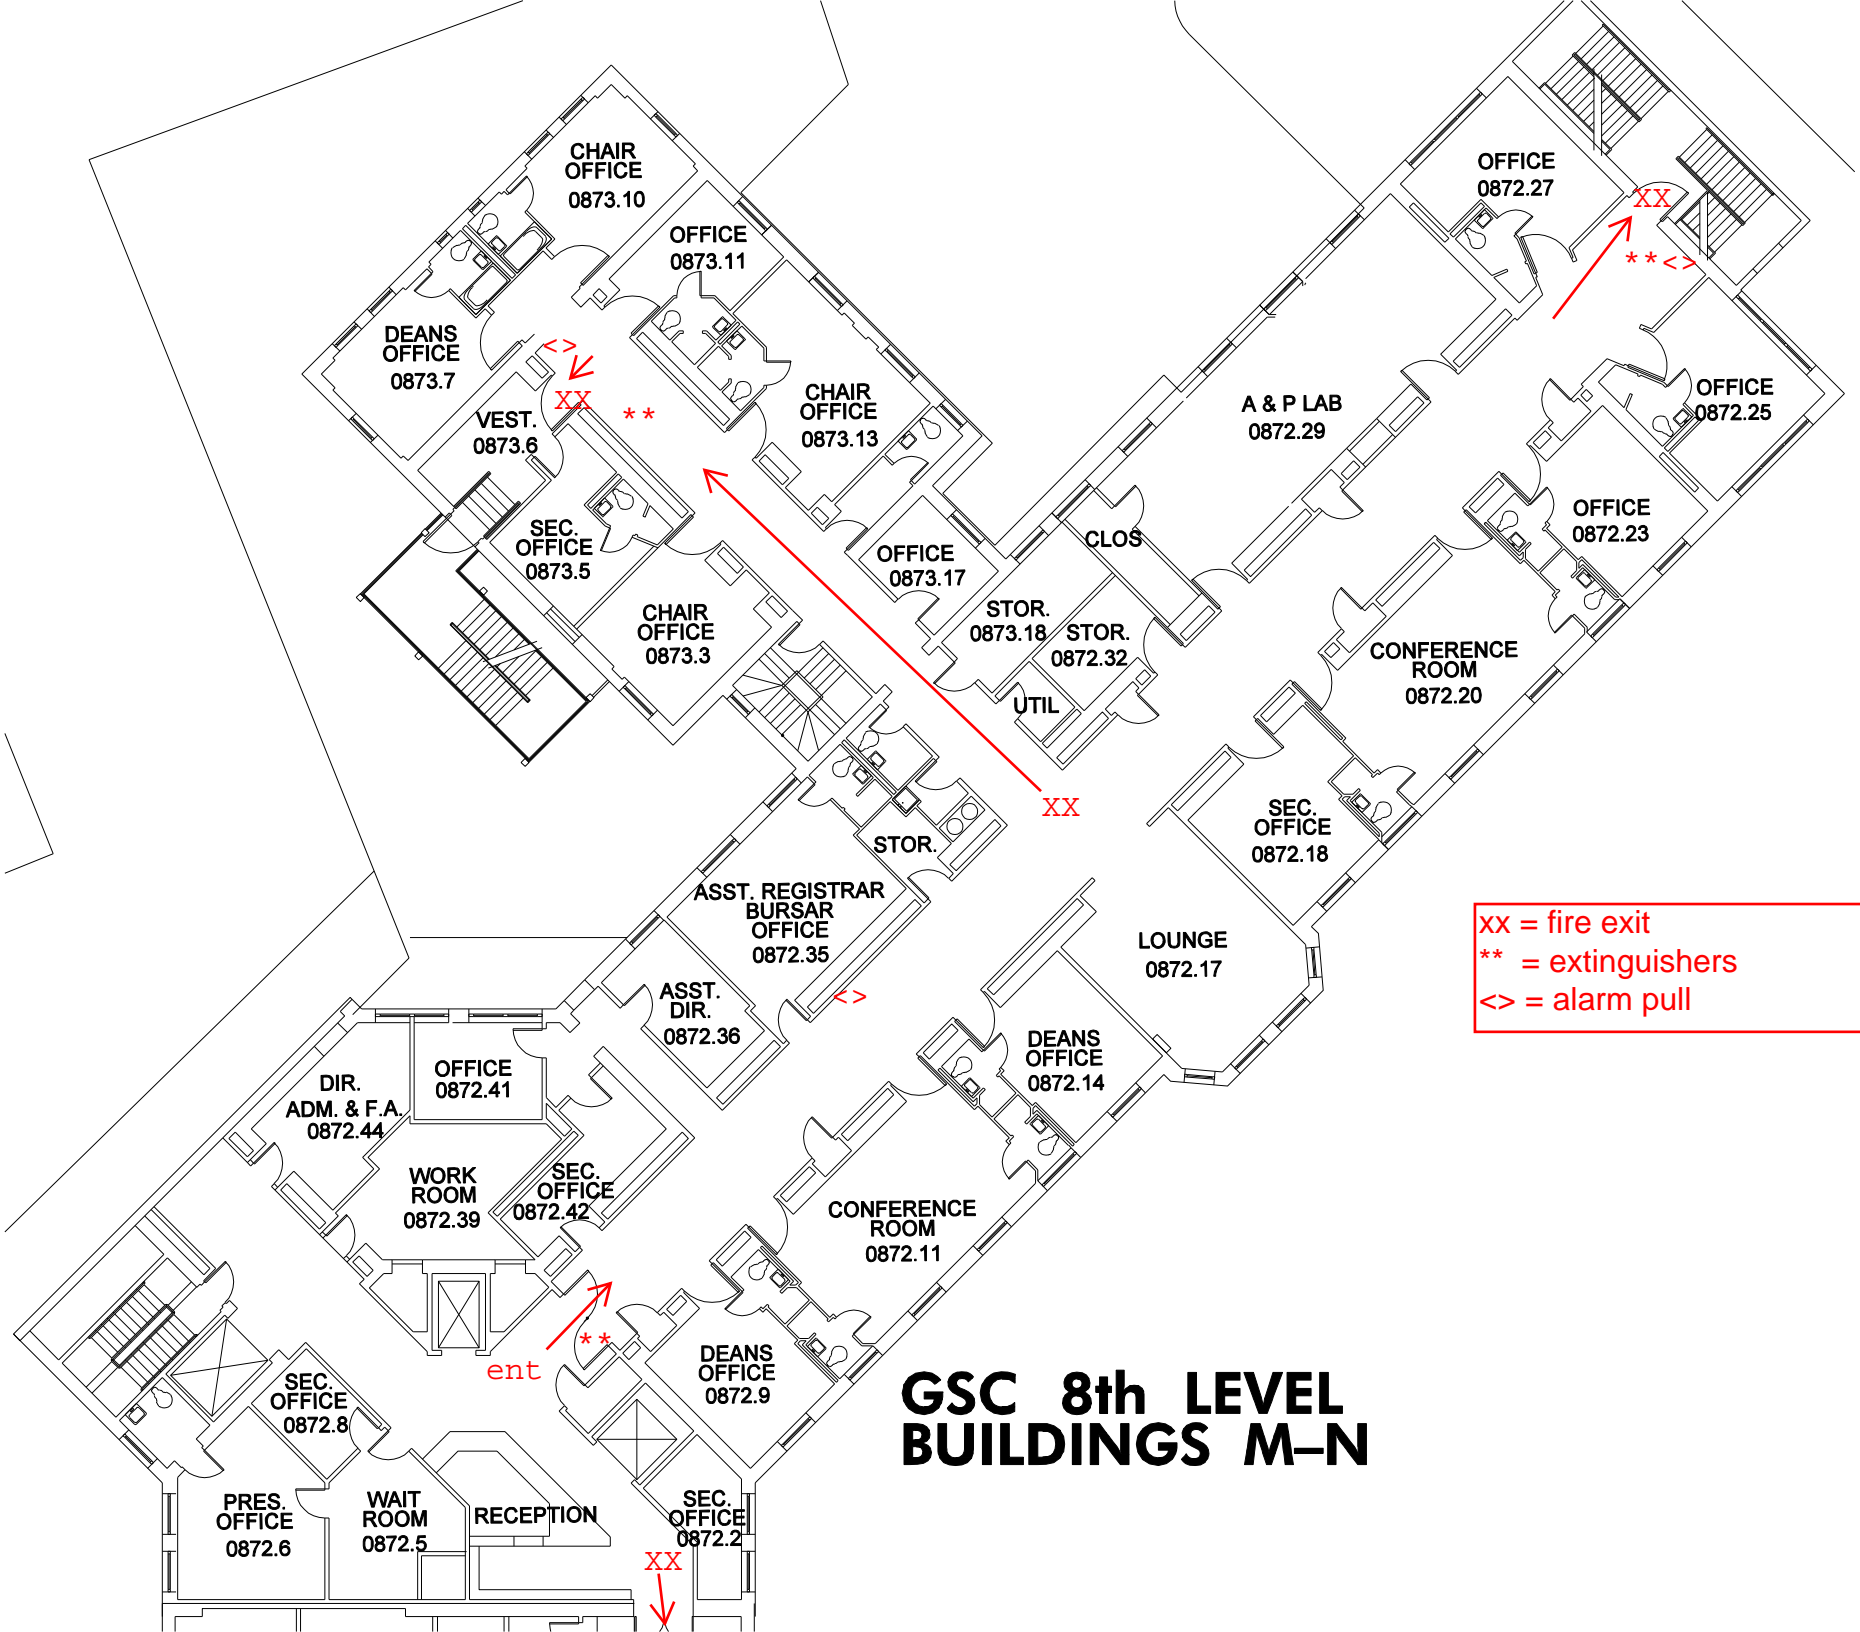 CHAIR
OFFICE
0873.10
OFFICE
0873.11
DEANS
OFFICE
0873.7
<>
XX
**
VEST.
0873.6
CHAIR
OFFICE
0873.13
SEC.
OFFICE
0873.5
OFFICE
0873.17
CHAIR
OFFICE
0873.3
STOR.
0873.18
STOR.
0872.32
UTIL
CLOS
A & P LAB
0872.29
OFFICE
0872.27
XX
**<>
OFFICE
0872.25
OFFICE
0872.23
CONFERENCE
ROOM
0872.20
SEC.
OFFICE
0872.18
XX
STOR.
ASST. REGISTRAR
BURSAR
OFFICE
0872.35
<>
LOUNGE
0872.17
xx = fire exit
** = extinguishers
<> = alarm pull
ASST.
DIR.
0872.36
DEANS
OFFICE
0872.14
OFFICE
0872.41
DIR.
ADM. & F.A.
0872.44
WORK
ROOM
0872.39
SEC.
OFFICE
0872.42
CONFERENCE
ROOM
0872.11
**
ent
DEANS
OFFICE
0872.9
SEC.
OFFICE
0872.8
GSC 8th LEVEL
BUILDINGS M–N
PRES.
OFFICE
0872.6
WAIT
ROOM
0872.5
RECEPTION
SEC.
OFFICE
0872.2
XX